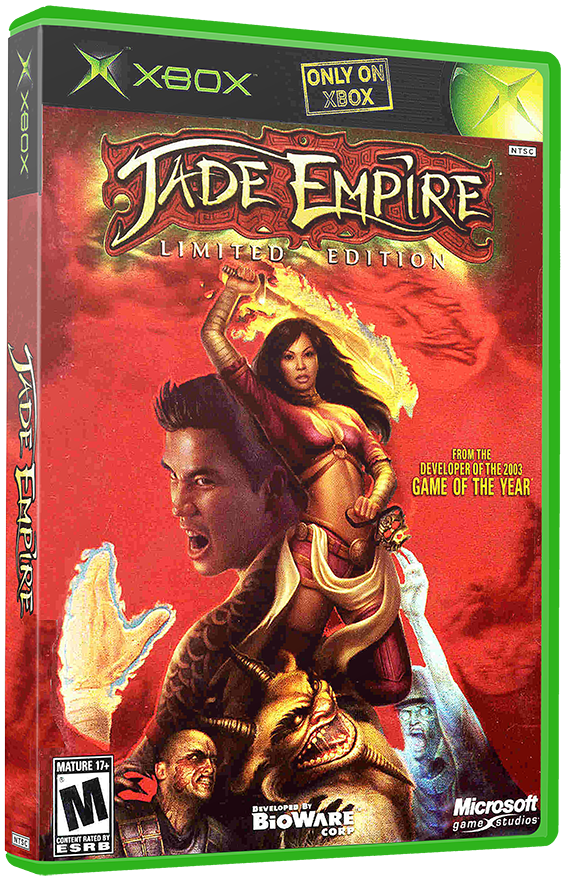 XBOX
ONLY ON
XBOX
NTSC
JADE EMPIRE
LIMITED EDITION
FROM THE
DEVELOPER OF THE 2003
GAME OF THE YEAR
MATURE 17+
M
CONTENT RATED BY
ESRB
DEVELOPED BY
BIOWARE
CORP
Microsoft
game studios
XBOX
JADE EMPIRE
NTSC